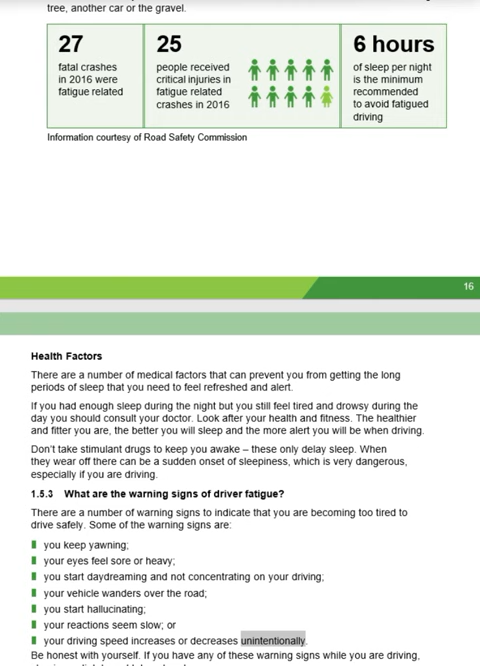 tree, another car or the gravel.
27
fatal crashes
in 2016 were
fatigue related
25
people received
critical injuries in
fatigue related
crashes in 2016
6 hours
of sleep per night
is the minimum
recommended
to avoid fatigued
driving
Information courtesy of Road Safety Commission
16
Health Factors
There are a number of medical factors that can prevent you from getting the long
periods of sleep that you need to feel refreshed and alert.
If you had enough sleep during the night but you still feel tired and drowsy during the
day you should consult your doctor. Look after your health and fitness. The healthier
and fitter you are, the better you will sleep and the more alert you will be when driving.
Don’t take stimulant drugs to keep you awake – these only delay sleep. When
they wear off there can be a sudden onset of sleepiness, which is very dangerous,
especially if you are driving.
1.5.3 What are the warning signs of driver fatigue?
There are a number of warning signs to indicate that you are becoming too tired to
drive safely. Some of the warning signs are:
you keep yawning;
your eyes feel sore or heavy;
you start daydreaming and not concentrating on your driving;
your vehicle wanders over the road;
you start hallucinating;
your reactions seem slow; or
your driving speed increases or decreases unintentionally.
Be honest with yourself. If you have any of these warning signs while you are driving,